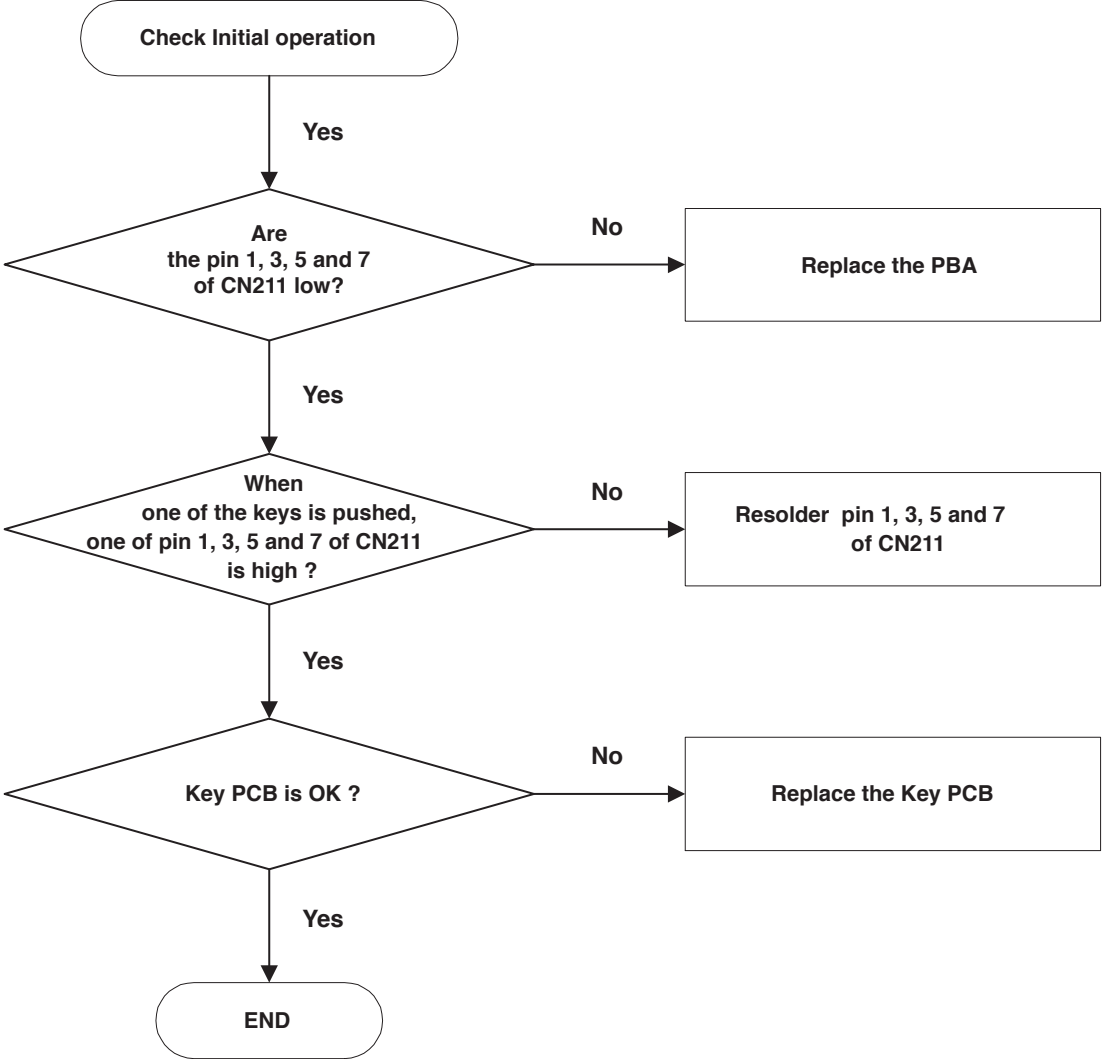 Check Initial operation
Yes
Are
the pin 1, 3, 5 and 7
of CN211 low?
No
Replace the PBA
Yes
When
one of the keys is pushed,
one of pin 1, 3, 5 and 7 of CN211
is high ?
No
Resolder pin 1, 3, 5 and 7
of CN211
Yes
Key PCB is OK ?
No
Replace the Key PCB
Yes
END